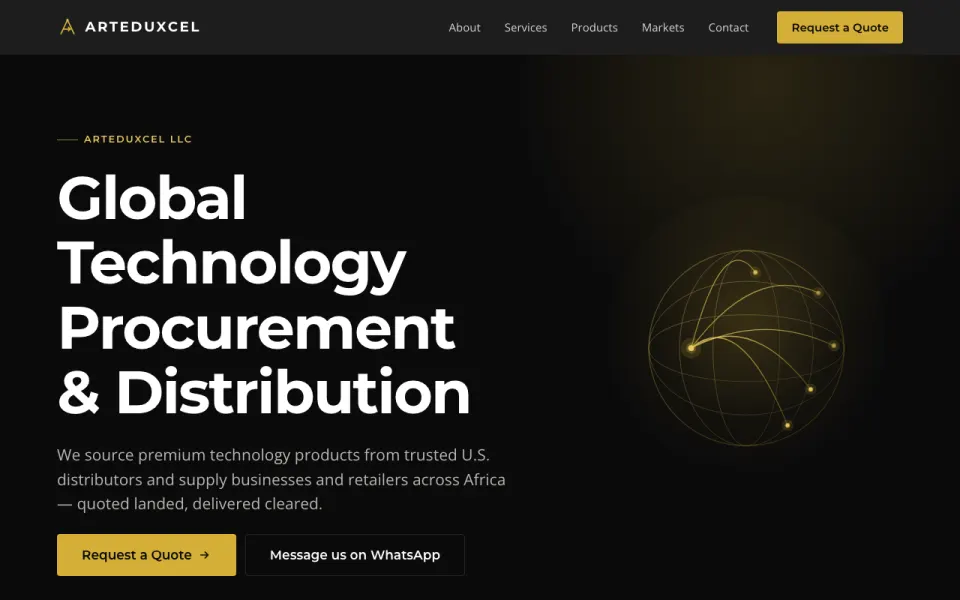 ARTEDUXCEL
About
Services
Products
Markets
Contact
Request a Quote
ARTEDUXCEL LLC
Global
Technology
Procurement
& Distribution
We source premium technology products from trusted U.S.
distributors and supply businesses and retailers across Africa
— quoted landed, delivered cleared.
Request a Quote →
Message us on WhatsApp